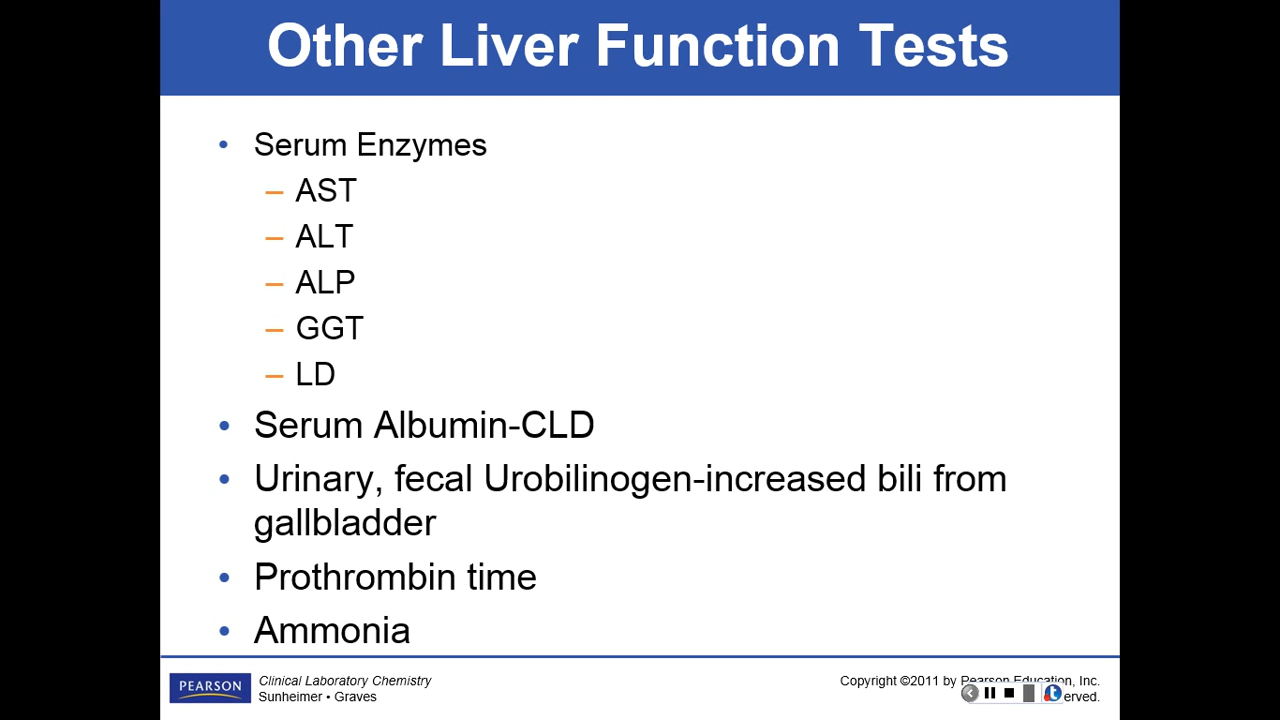 Other Liver Function Tests
• Serum Enzymes
– AST
– ALT
– ALP
– GGT
– LD
• Serum Albumin-CLD
• Urinary, fecal Urobilinogen-increased bili from
gallbladder
• Prothrombin time
• Ammonia
PEARSON
Clinical Laboratory Chemistry
Sunheimer • Graves
Copyright ©2011 by Pearson Education, Inc.
erved.